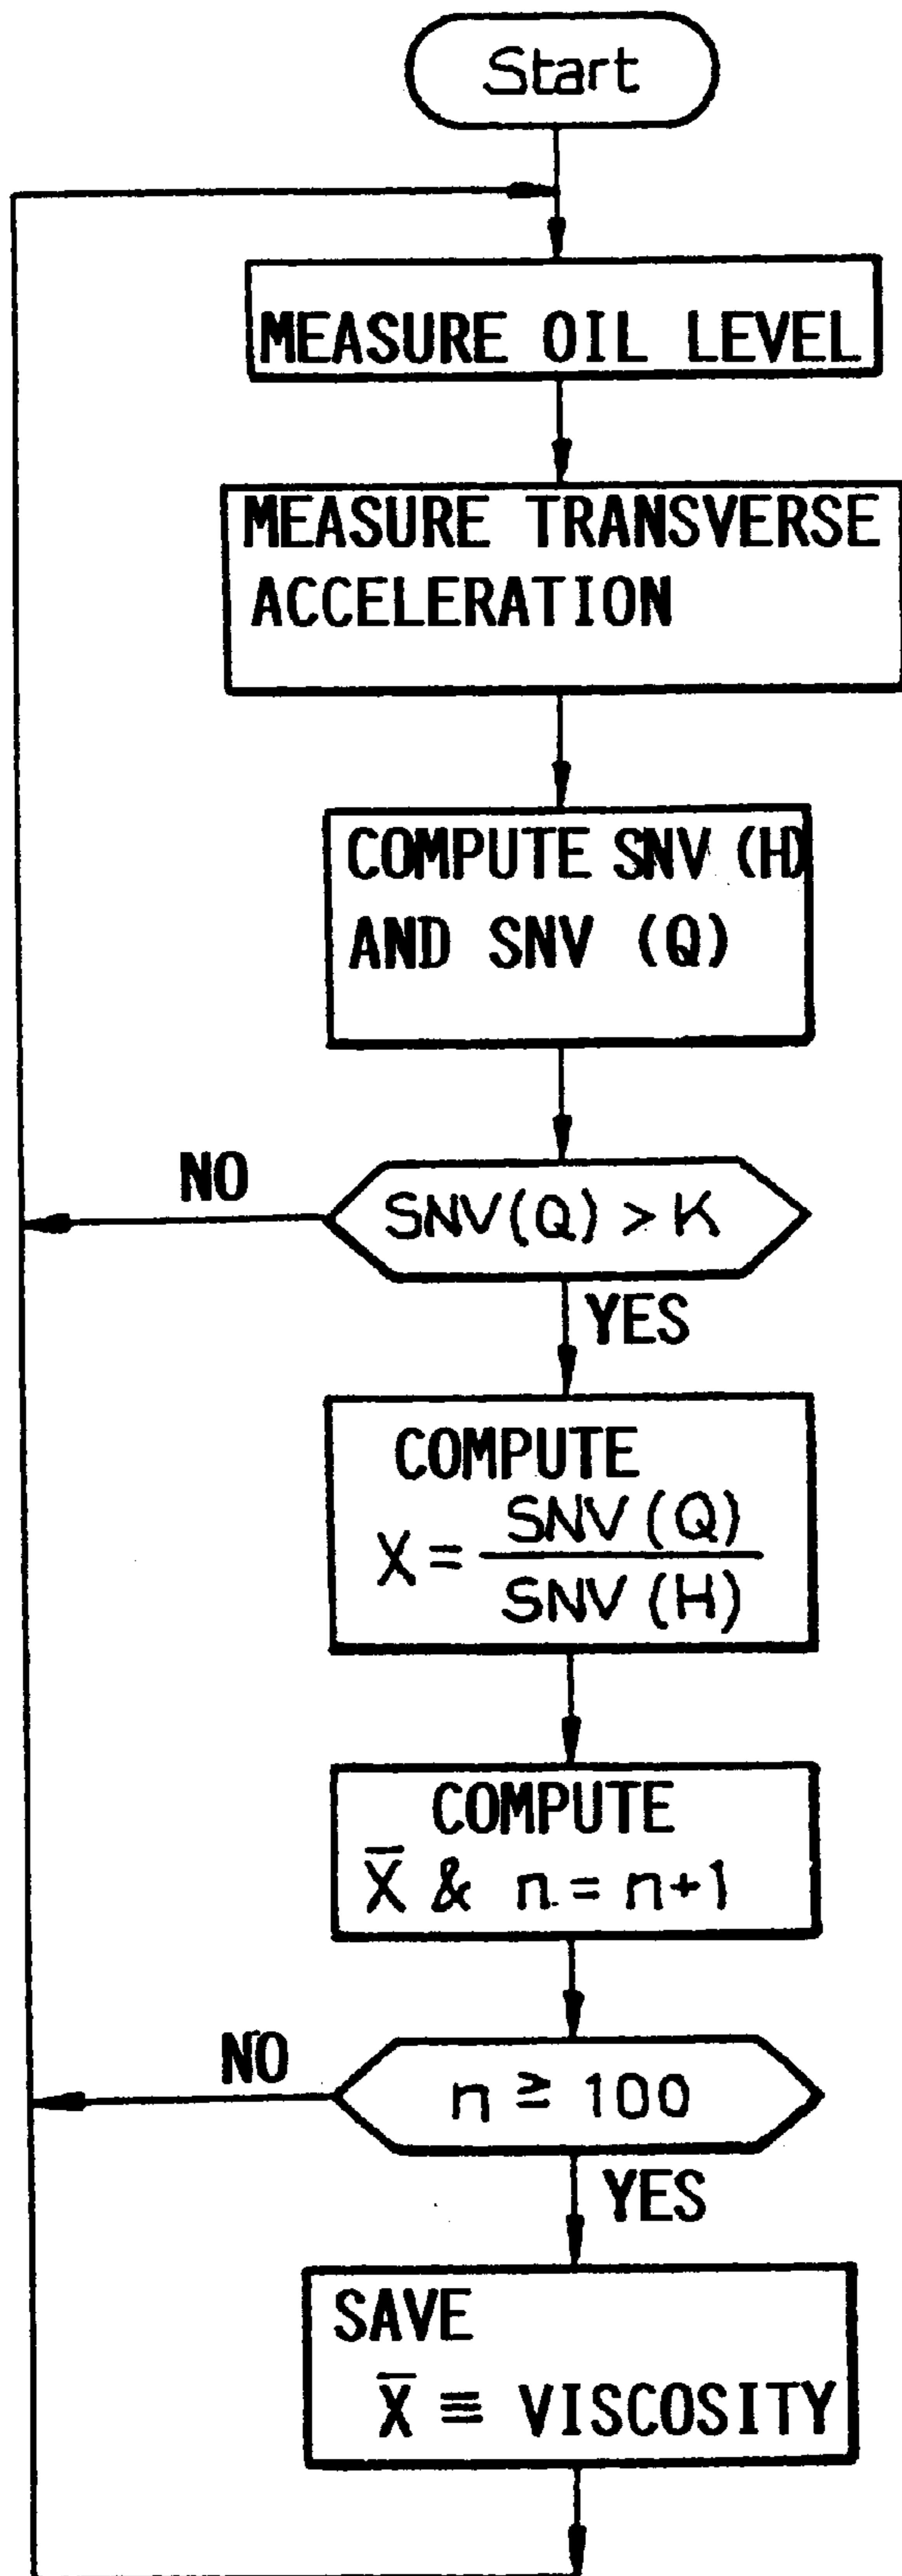 Start
MEASURE OIL LEVEL
MEASURE TRANSVERSE
ACCELERATION
COMPUTE SNV (H)
AND SNV (Q)
NO
SNV(Q) > K
YES
COMPUTE
X = SNV (Q) / SNV (H)
COMPUTE
X̅ & n = n+1
NO
n ≥ 100
YES
SAVE
X̅ ≡ VISCOSITY